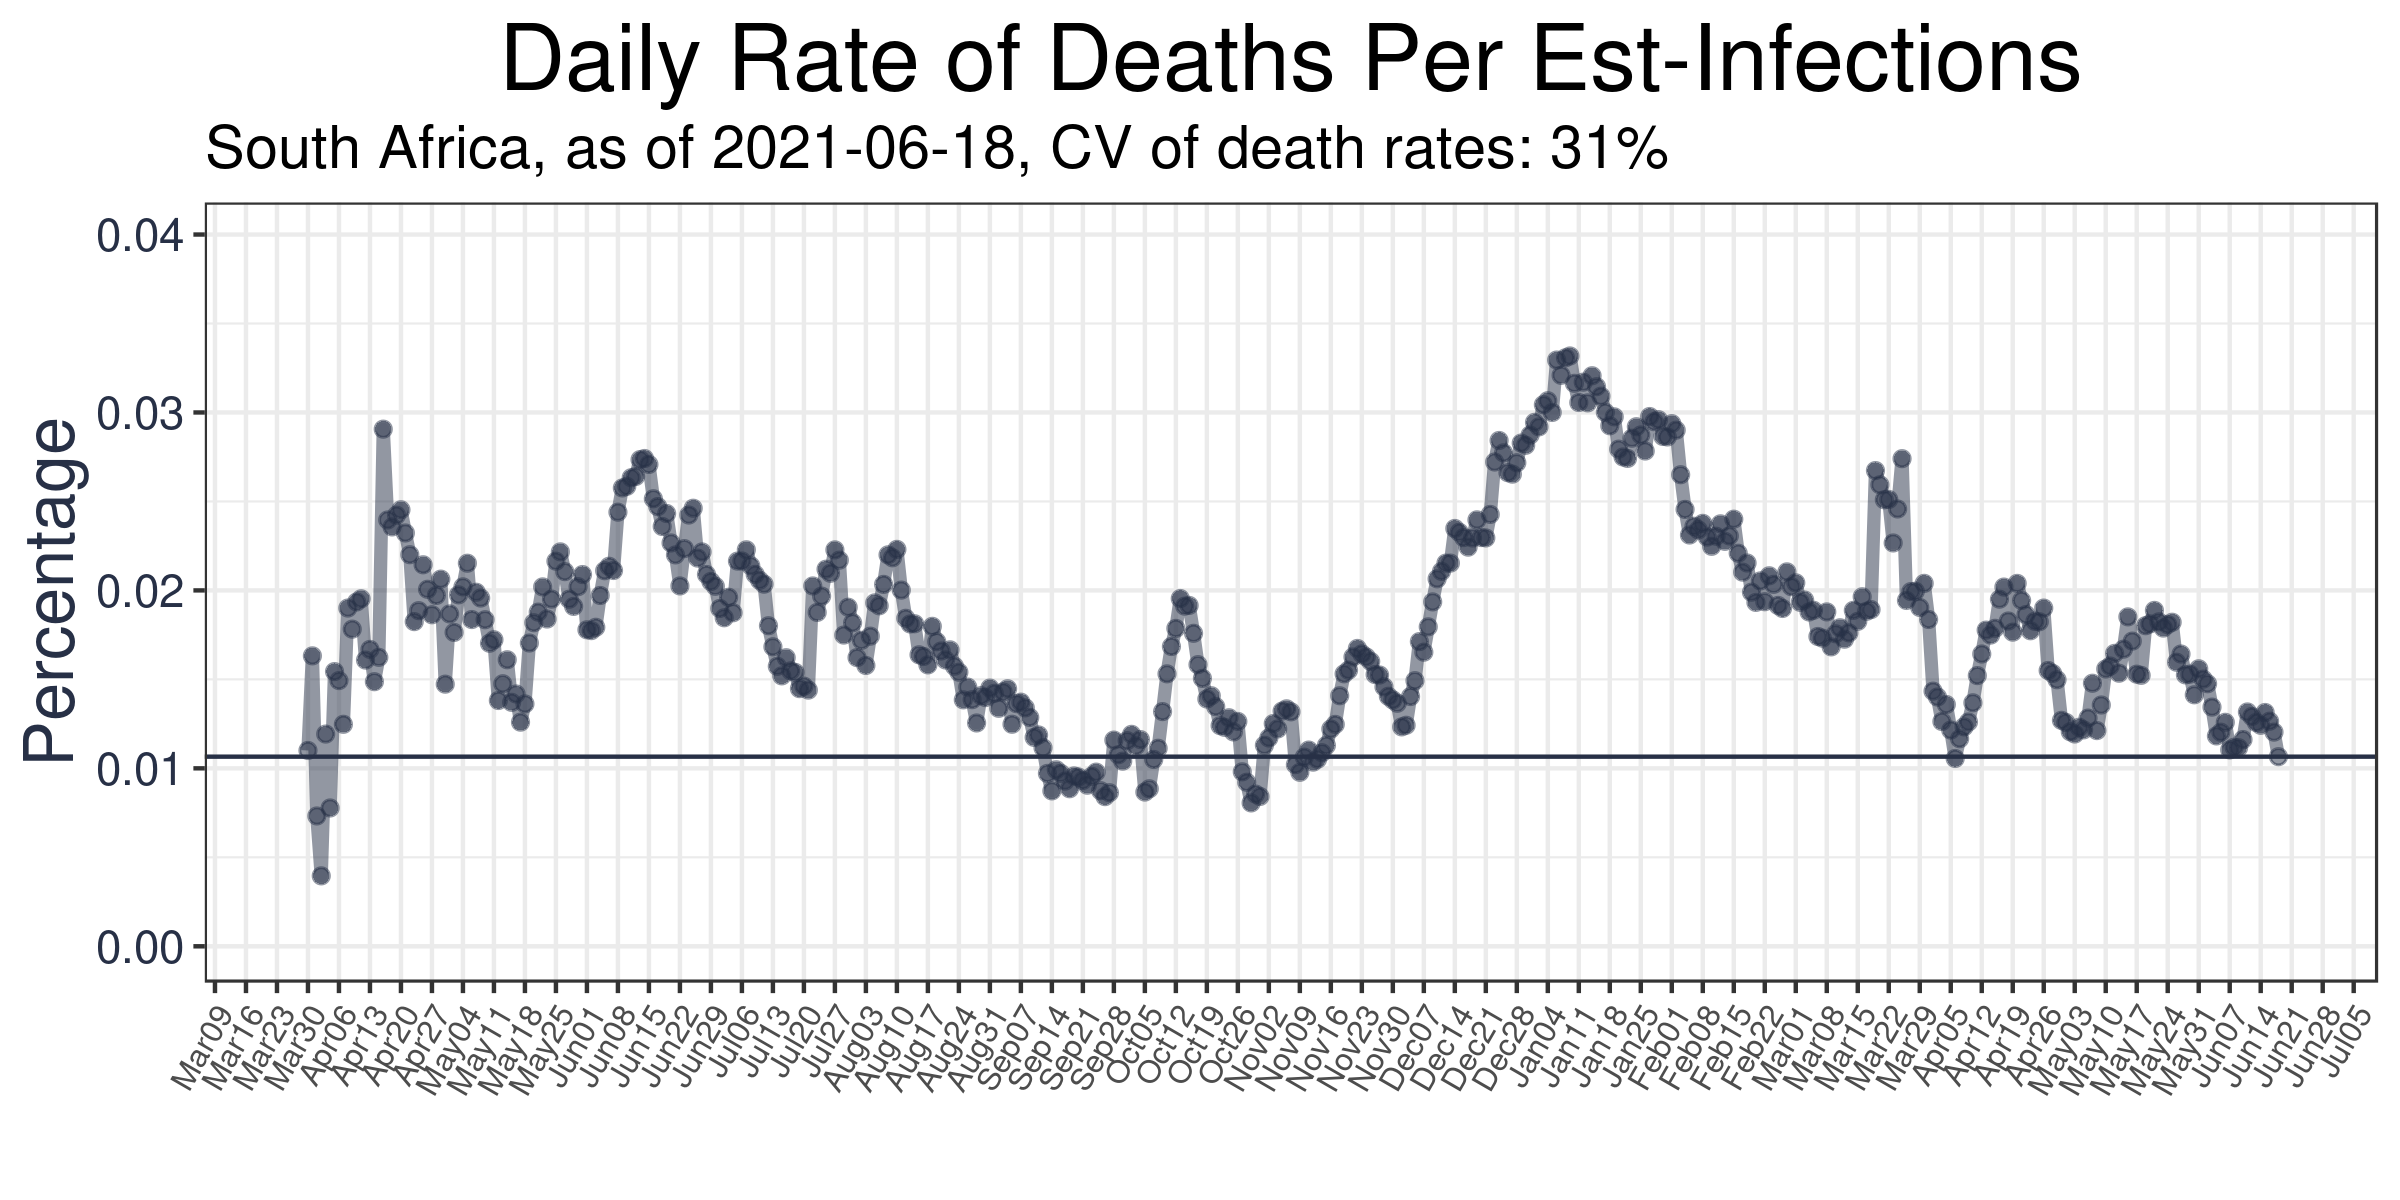 Daily Rate of Deaths Per Est-Infections
South Africa, as of 2021-06-18, CV of death rates: 31%
Percentage
0.04
0.03
0.02
0.01
0.00
Mar09
Mar16
Mar23
Mar30
Apr06
Apr13
Apr20
Apr27
May04
May11
May18
May25
Jun01
Jun08
Jun15
Jun22
Jun29
Jul06
Jul13
Jul20
Jul27
Aug03
Aug10
Aug17
Aug24
Aug31
Sep07
Sep14
Sep21
Sep28
Oct05
Oct12
Oct19
Oct26
Nov02
Nov09
Nov16
Nov23
Nov30
Dec07
Dec14
Dec21
Dec28
Jan04
Jan11
Jan18
Jan25
Feb01
Feb08
Feb15
Feb22
Mar01
Mar08
Mar15
Mar22
Mar29
Apr05
Apr12
Apr19
Apr26
May03
May10
May17
May24
May31
Jun07
Jun14
Jun21
Jun28
Jul05